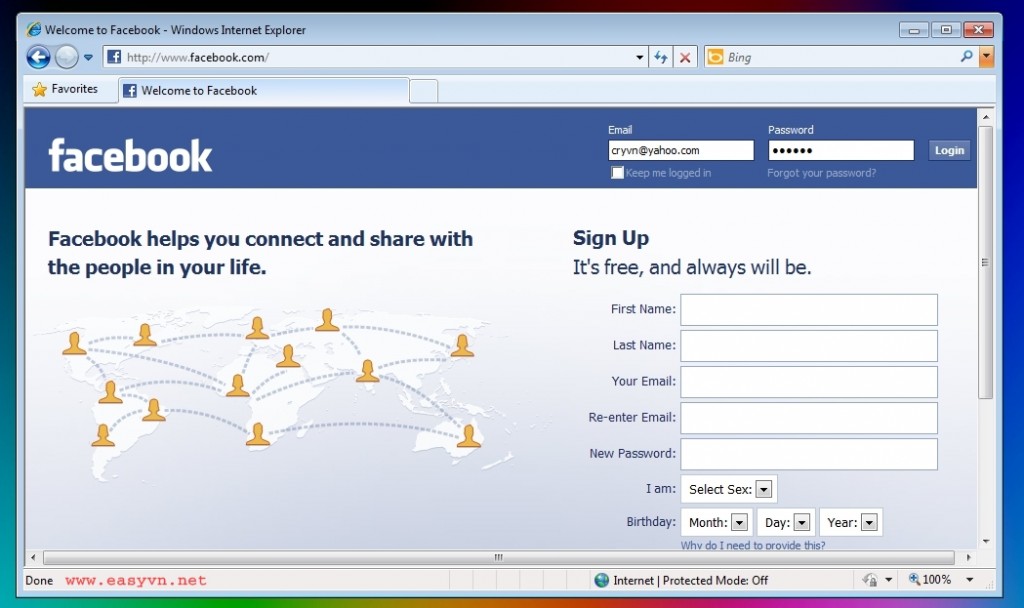 Welcome to Facebook - Windows Internet Explorer
http://www.facebook.com/
Bing
Favorites
Welcome to Facebook
facebook
Email
Password
cryvn@yahoo.com
••••••
Login
Keep me logged in
Forgot your password?
Facebook helps you connect and share with
the people in your life.
Sign Up
It's free, and always will be.
First Name:
Last Name:
Your Email:
Re-enter Email:
New Password:
I am:
Select Sex:
Birthday:
Month:
Day:
Year:
Why do I need to provide this?
Done
www.easyvn.net
Internet | Protected Mode: Off
100%